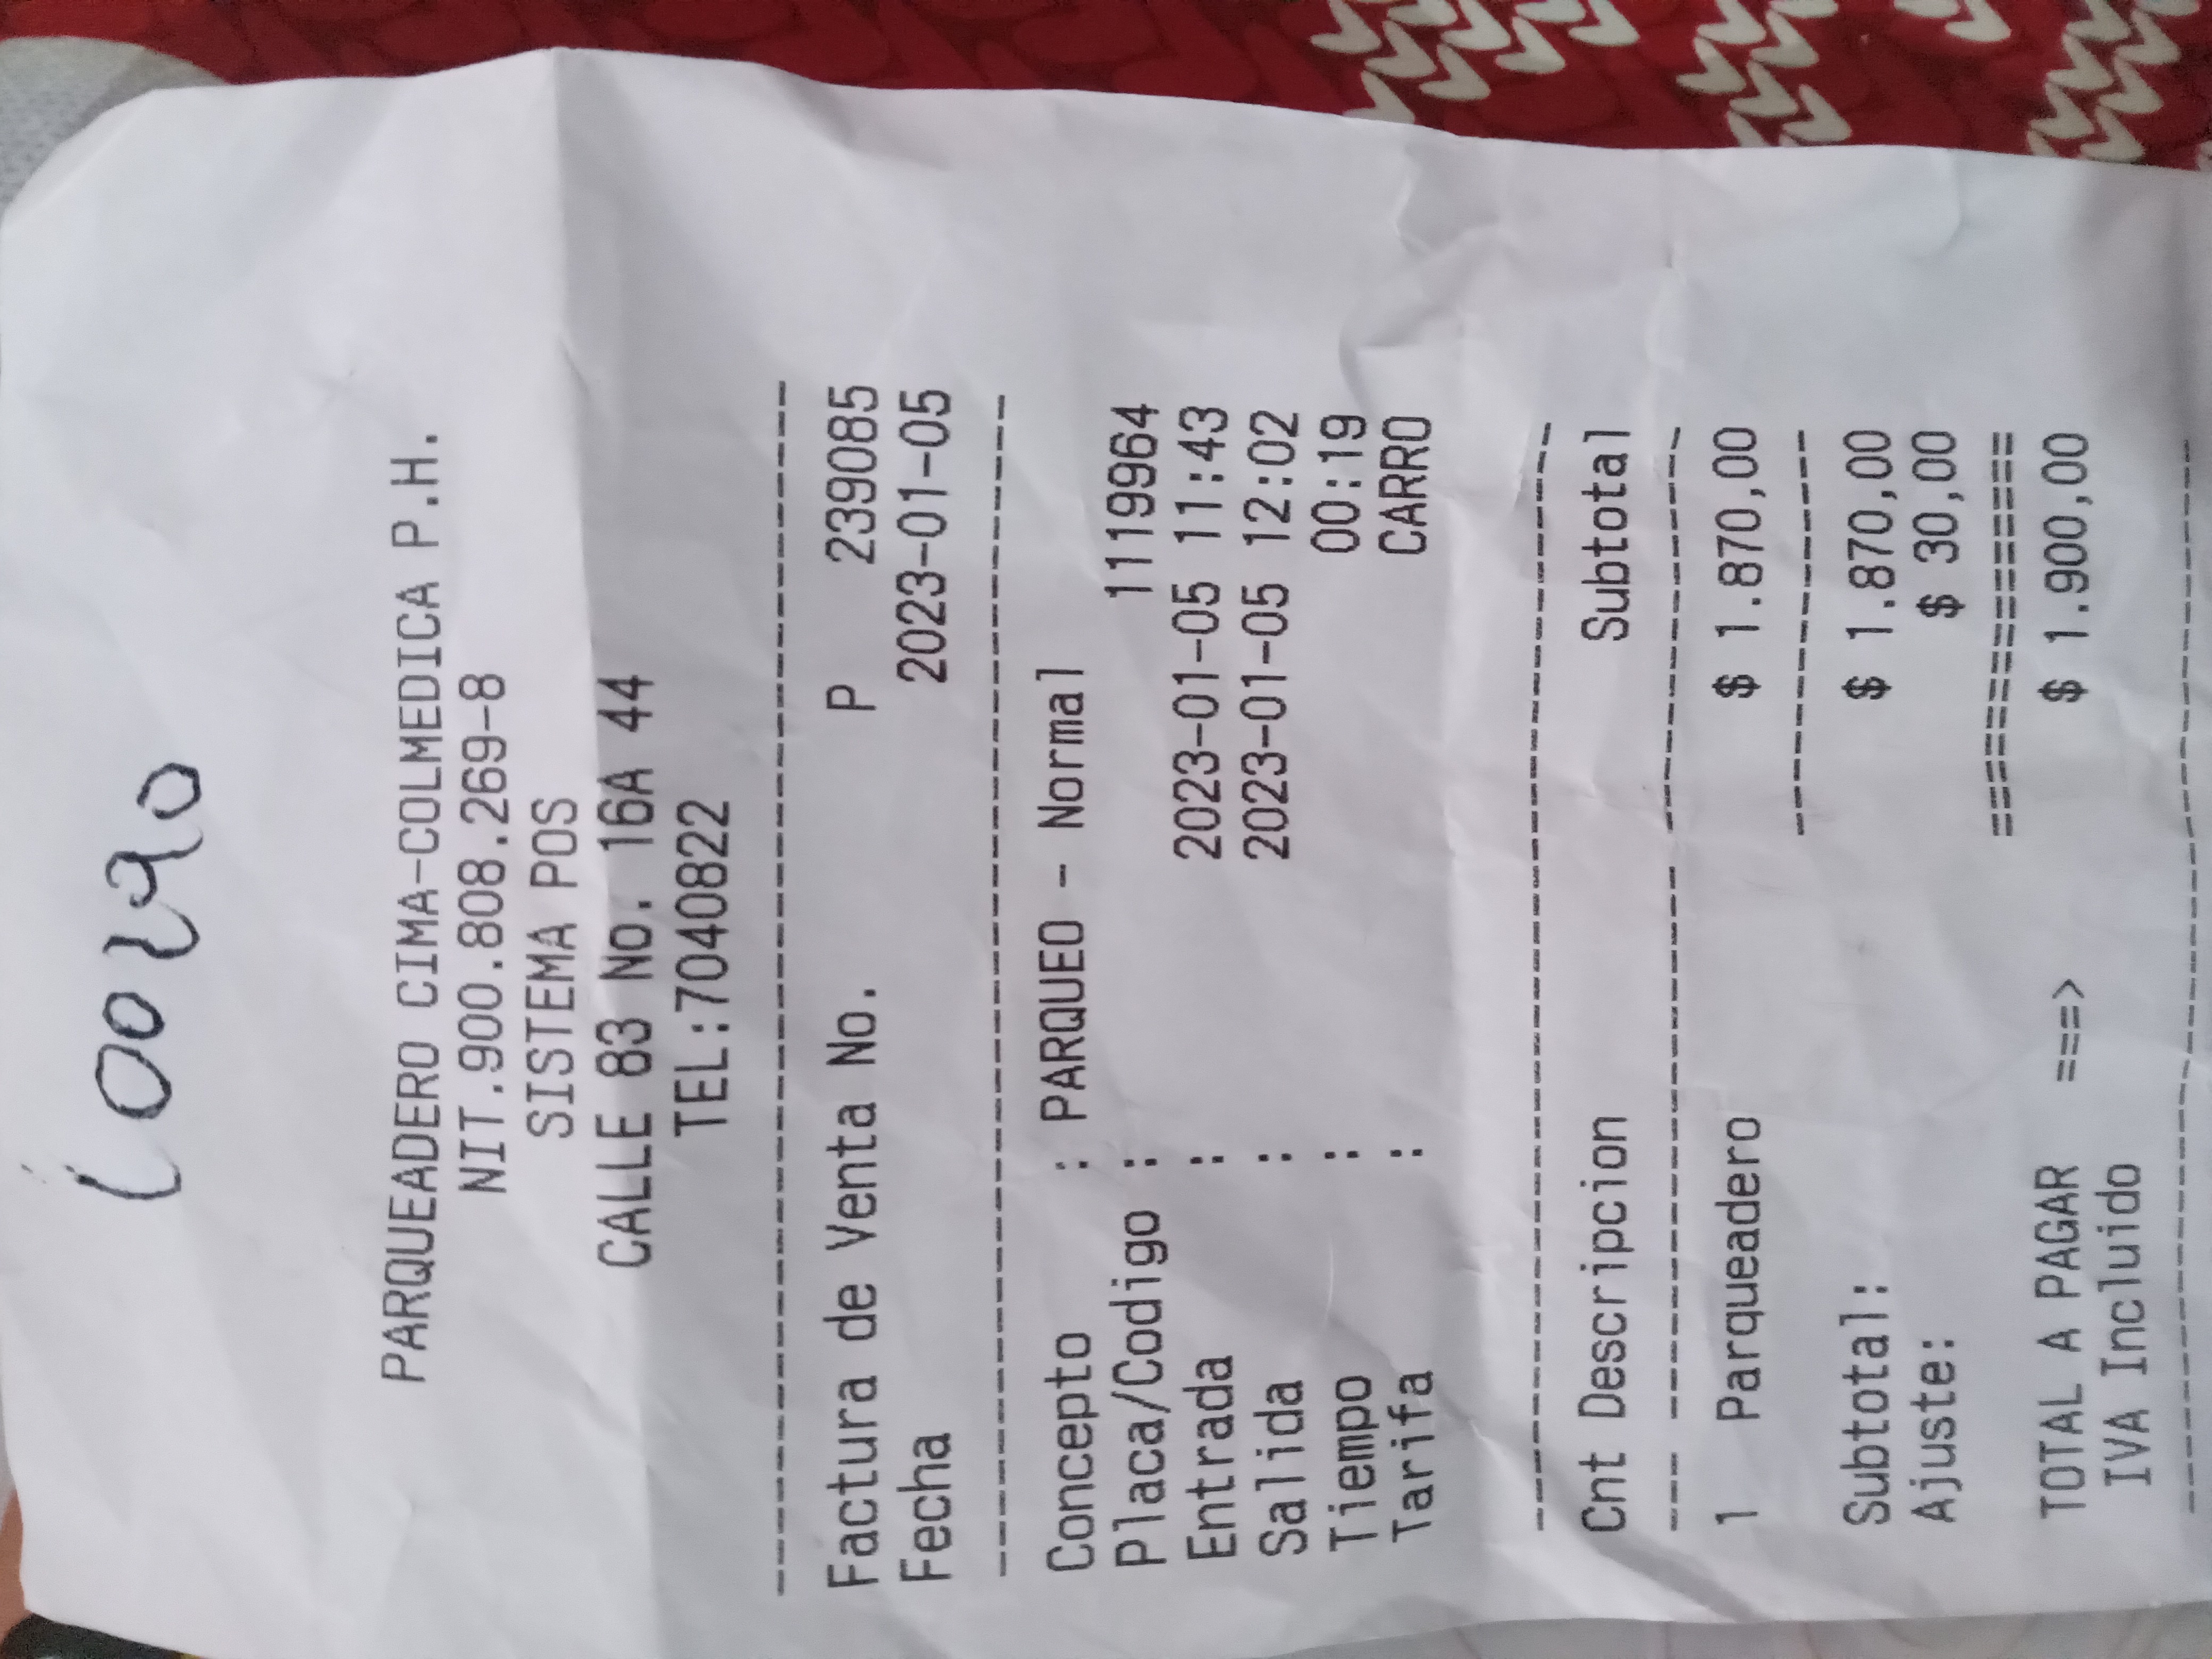 PARQUEADERO CIMA-COLMEDICA P.H.
NIT.900.808.269-8
SISTEMA POS
CALLE 83 No. 16A 44
TEL:7040822
--------------------------------
Factura de Venta No. P 239085
Fecha 2023-01-05
--------------------------------
Concepto : PARQUEO - Normal
Placa/Codigo : 1119964
Entrada : 2023-01-05 11:43
Salida : 2023-01-05 12:02
Tiempo : 00:19
Tarifa : CARRO
--------------------------------
Cnt Descripcion Subtotal
--- --------------- ------------
1 Parqueadero $ 1.870,00
------------
Subtotal: $ 1.870,00
Ajuste: $ 30,00
============
TOTAL A PAGAR ===> $ 1.900,00
IVA Incluido
--------------------------------